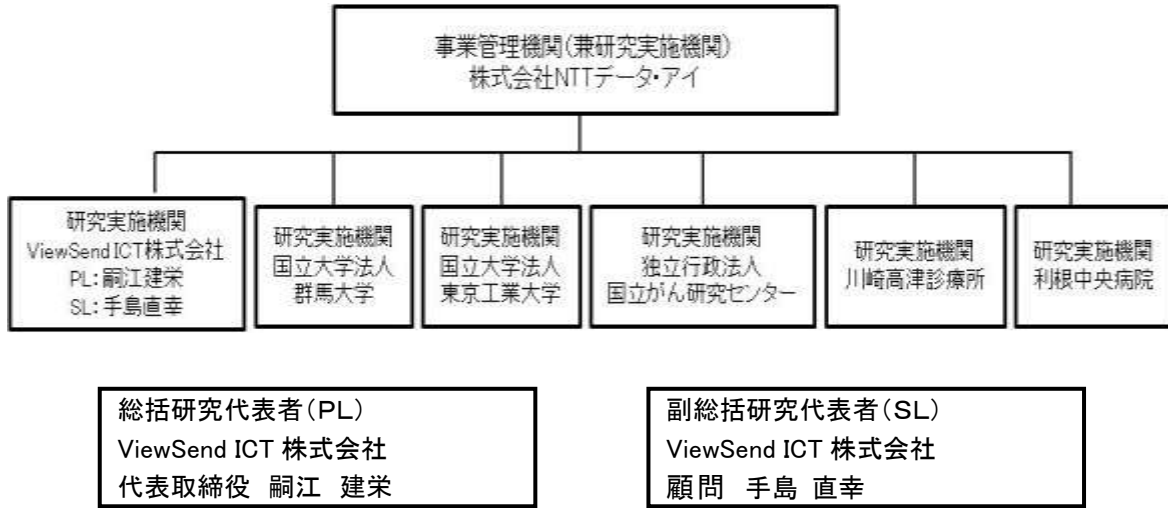 事業管理機関(兼研究実施機関)
株式会社NTTデータ・アイ
研究実施機関
ViewSend ICT株式会社
PL:嗣江建栄
SL:手島直幸
研究実施機関
国立大学法人
群馬大学
研究実施機関
国立大学法人
東京工業大学
研究実施機関
独立行政法人
国立がん研究センター
研究実施機関
川崎高津診療所
研究実施機関
利根中央病院
総括研究代表者(PL)
ViewSend ICT 株式会社
代表取締役 嗣江 建栄
副総括研究代表者(SL)
ViewSend ICT 株式会社
顧問 手島 直幸